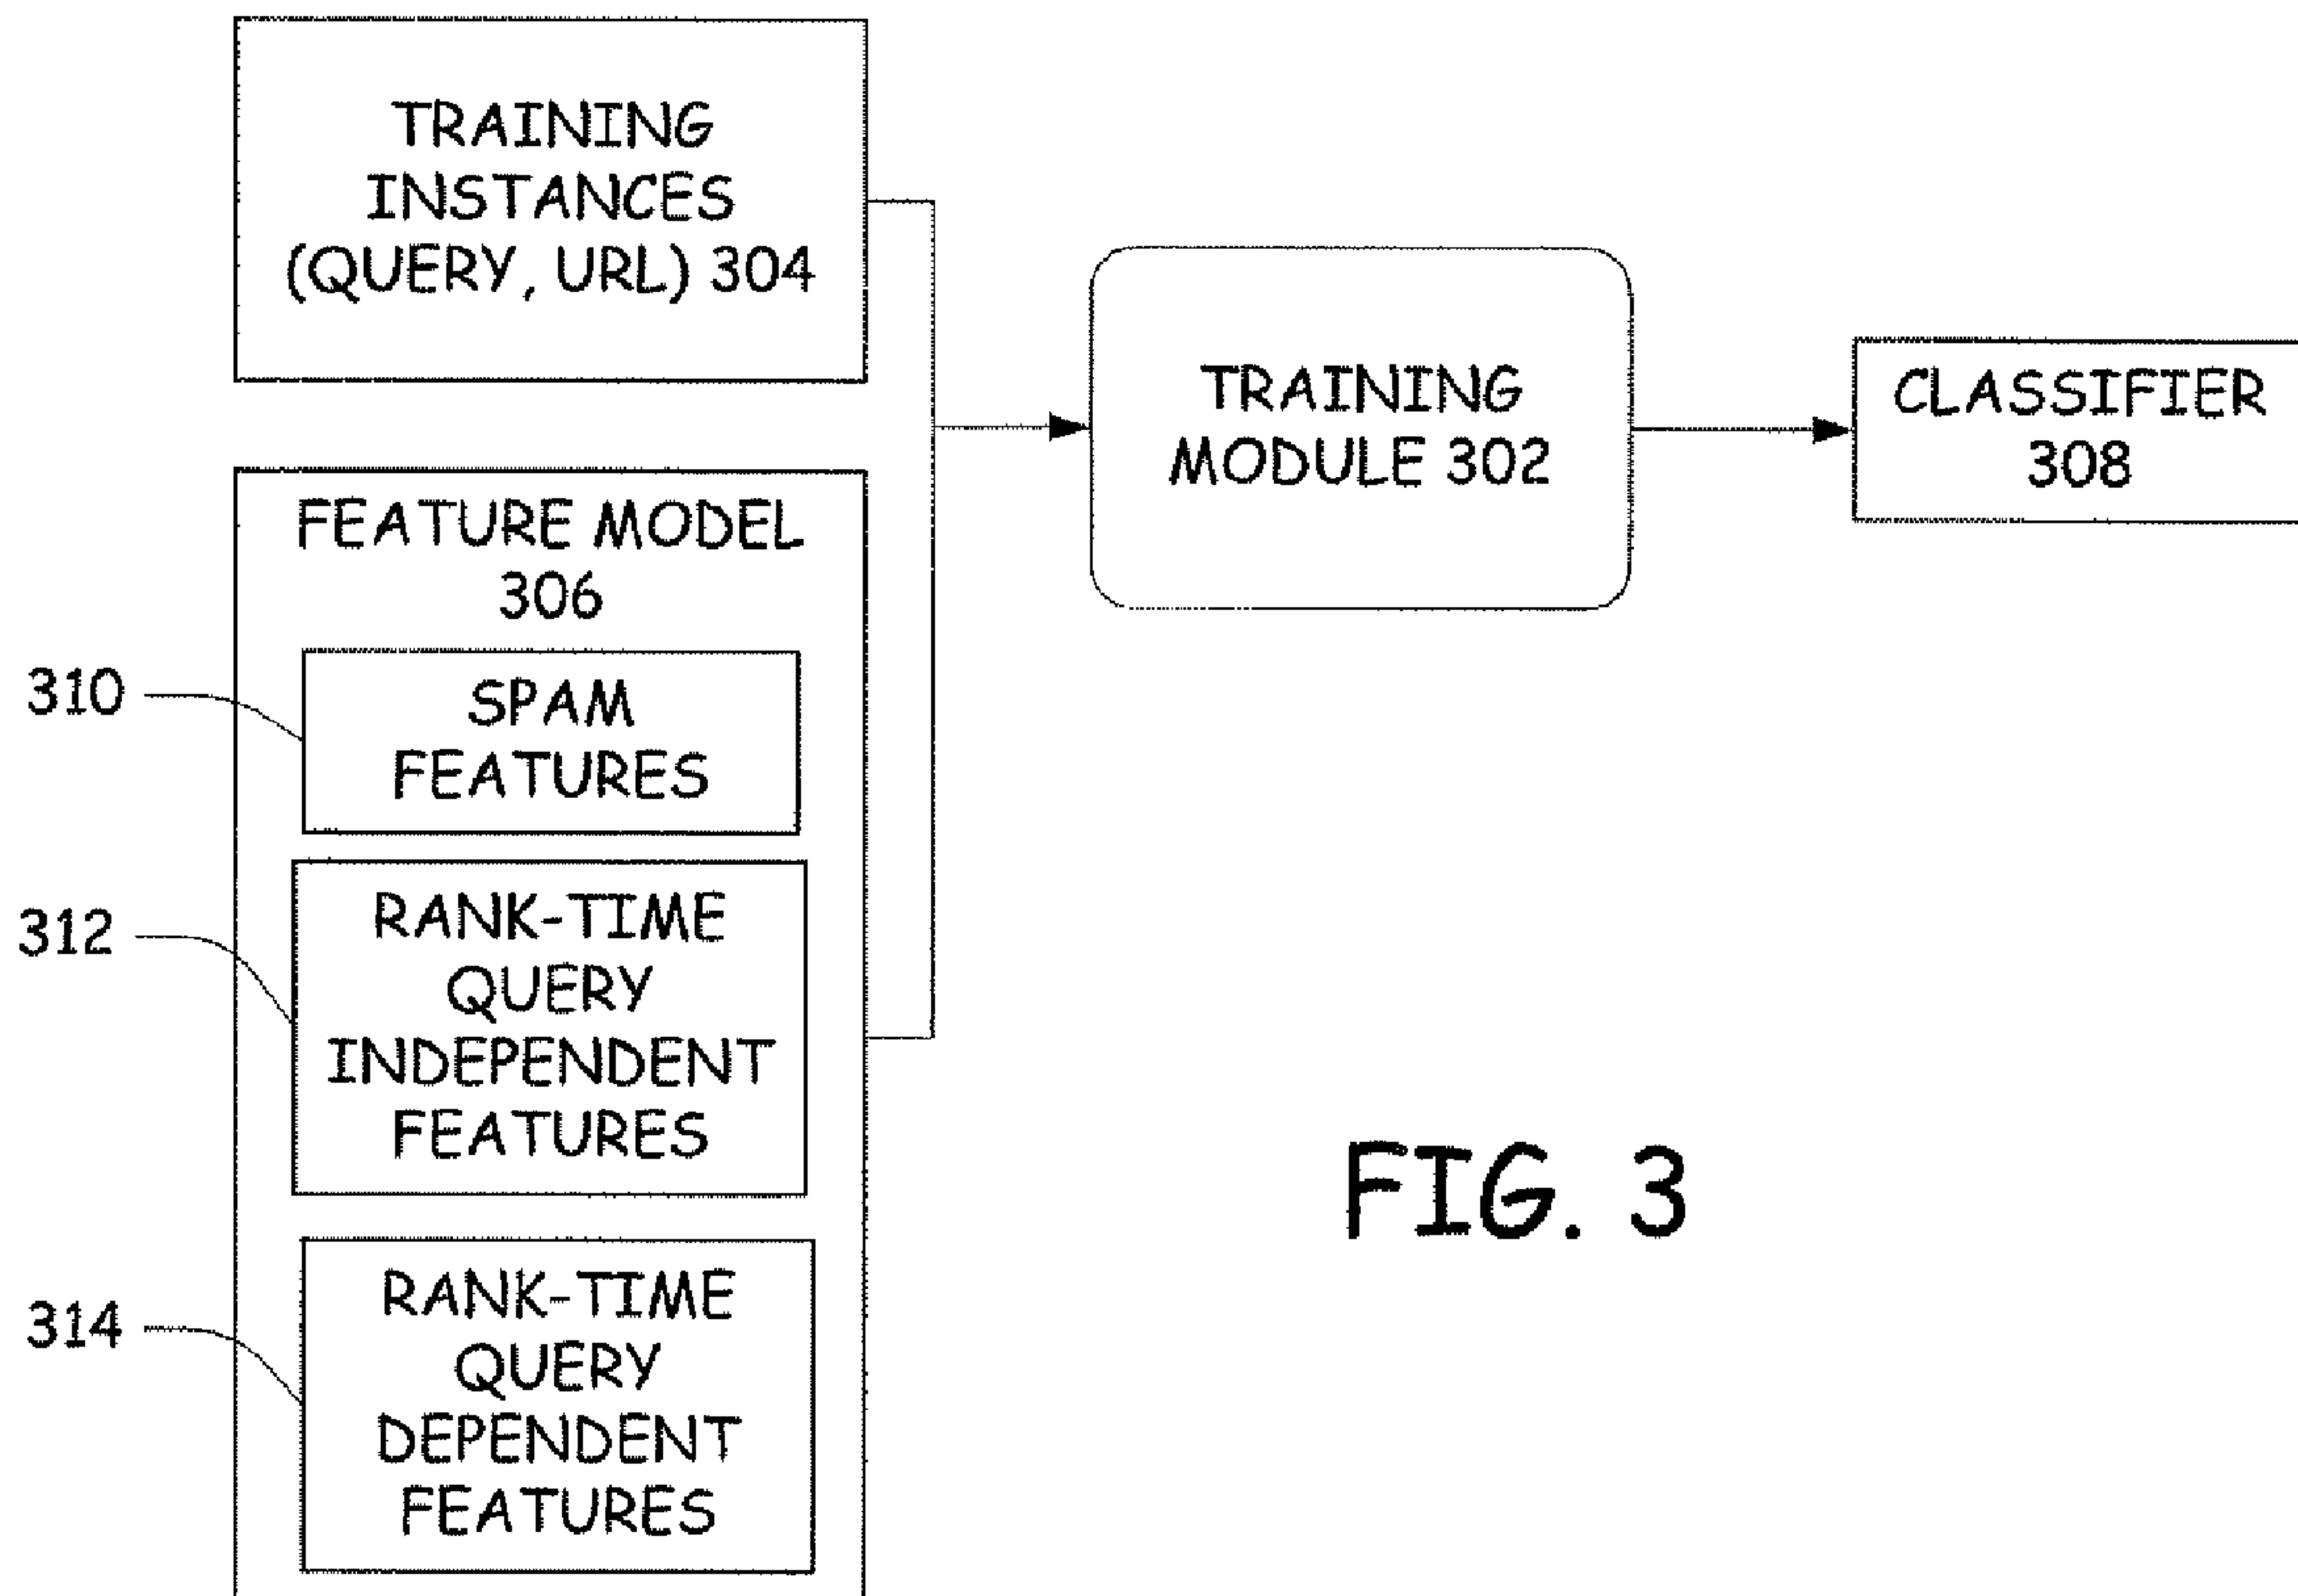 TRAINING
INSTANCES
(QUERY, URL) 304
TRAINING
MODULE 302
CLASSIFIER
308
FEATURE MODEL
306
310
SPAM
FEATURES
312
RANK-TIME
QUERY
INDEPENDENT
FEATURES
314
RANK-TIME
QUERY
DEPENDENT
FEATURES
FIG. 3